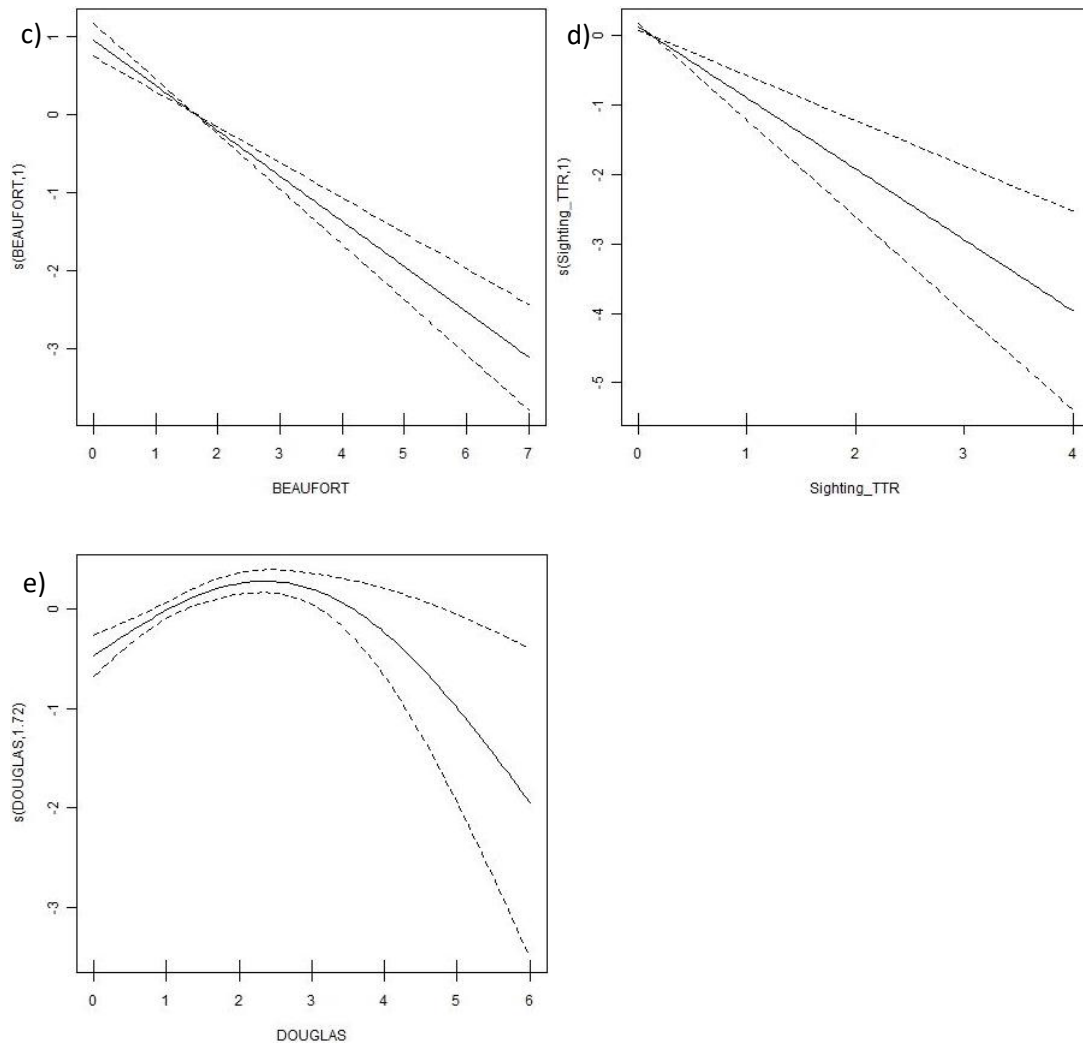 c)
s(BEAUFORT,1)
1
0
-1
-2
-3
0 1 2 3 4 5 6 7
BEAUFORT
d)
s(Sighting_TTR,1)
0
-1
-2
-3
-4
-5
0 1 2 3 4
Sighting_TTR
e)
s(DOUGLAS,1.72)
0
-1
-2
-3
0 1 2 3 4 5 6
DOUGLAS